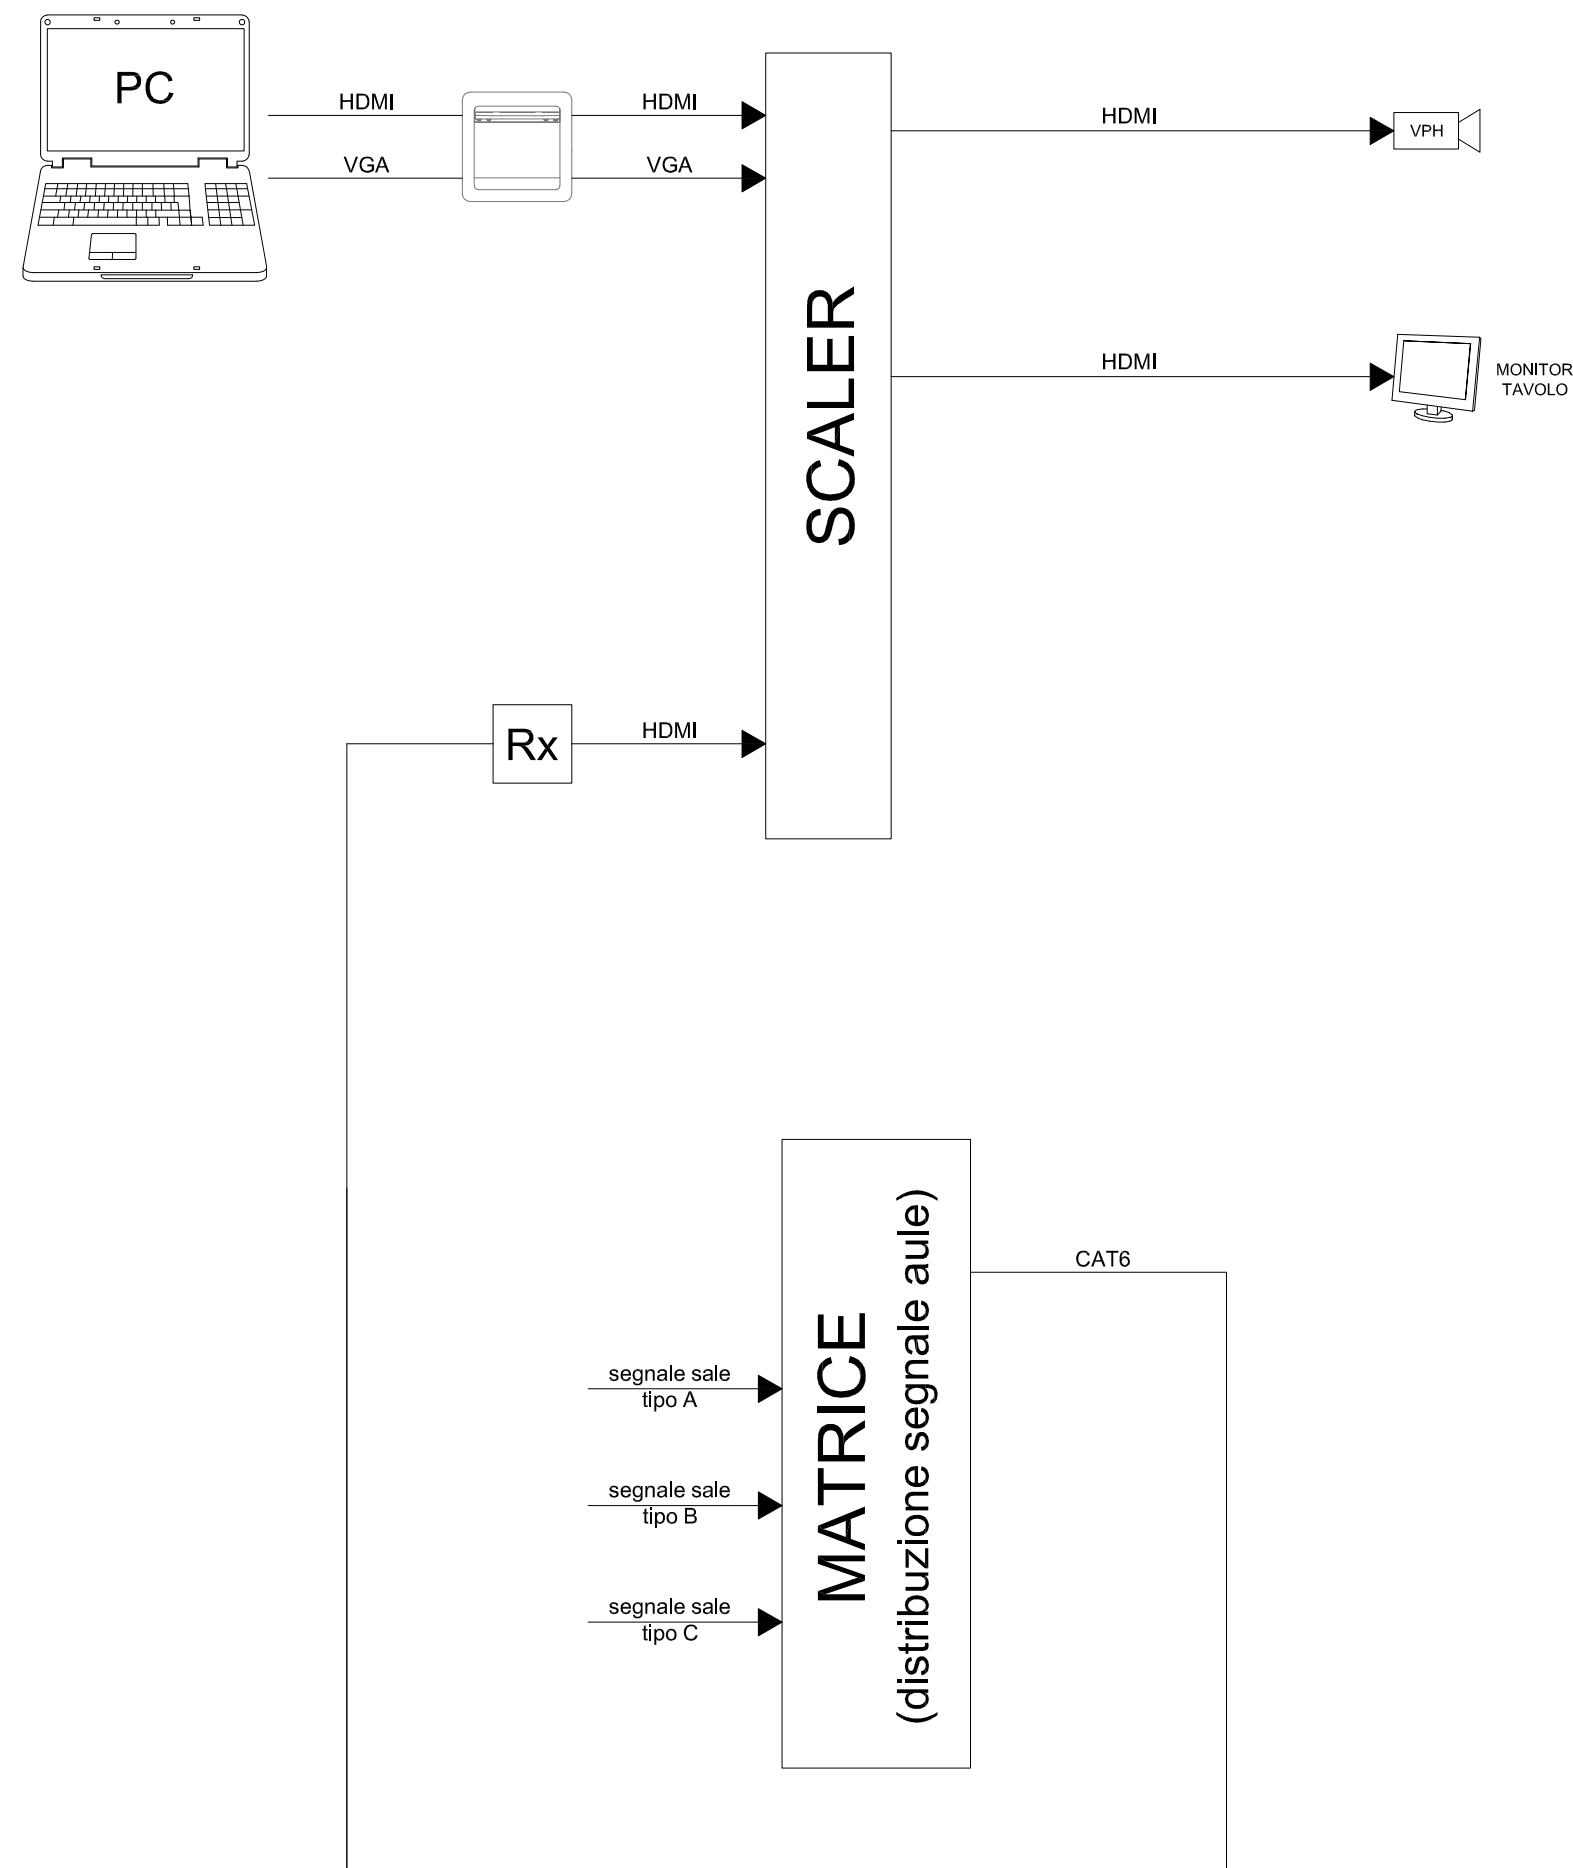 PC
HDMI
HDMI
VGA
VGA
HDMI
VPH
SCALER
HDMI
MONITOR
TAVOLO
Rx
HDMI
MATRICE
(distribuzione segnale aule)
CAT6
segnale sale
tipo A
segnale sale
tipo B
segnale sale
tipo C